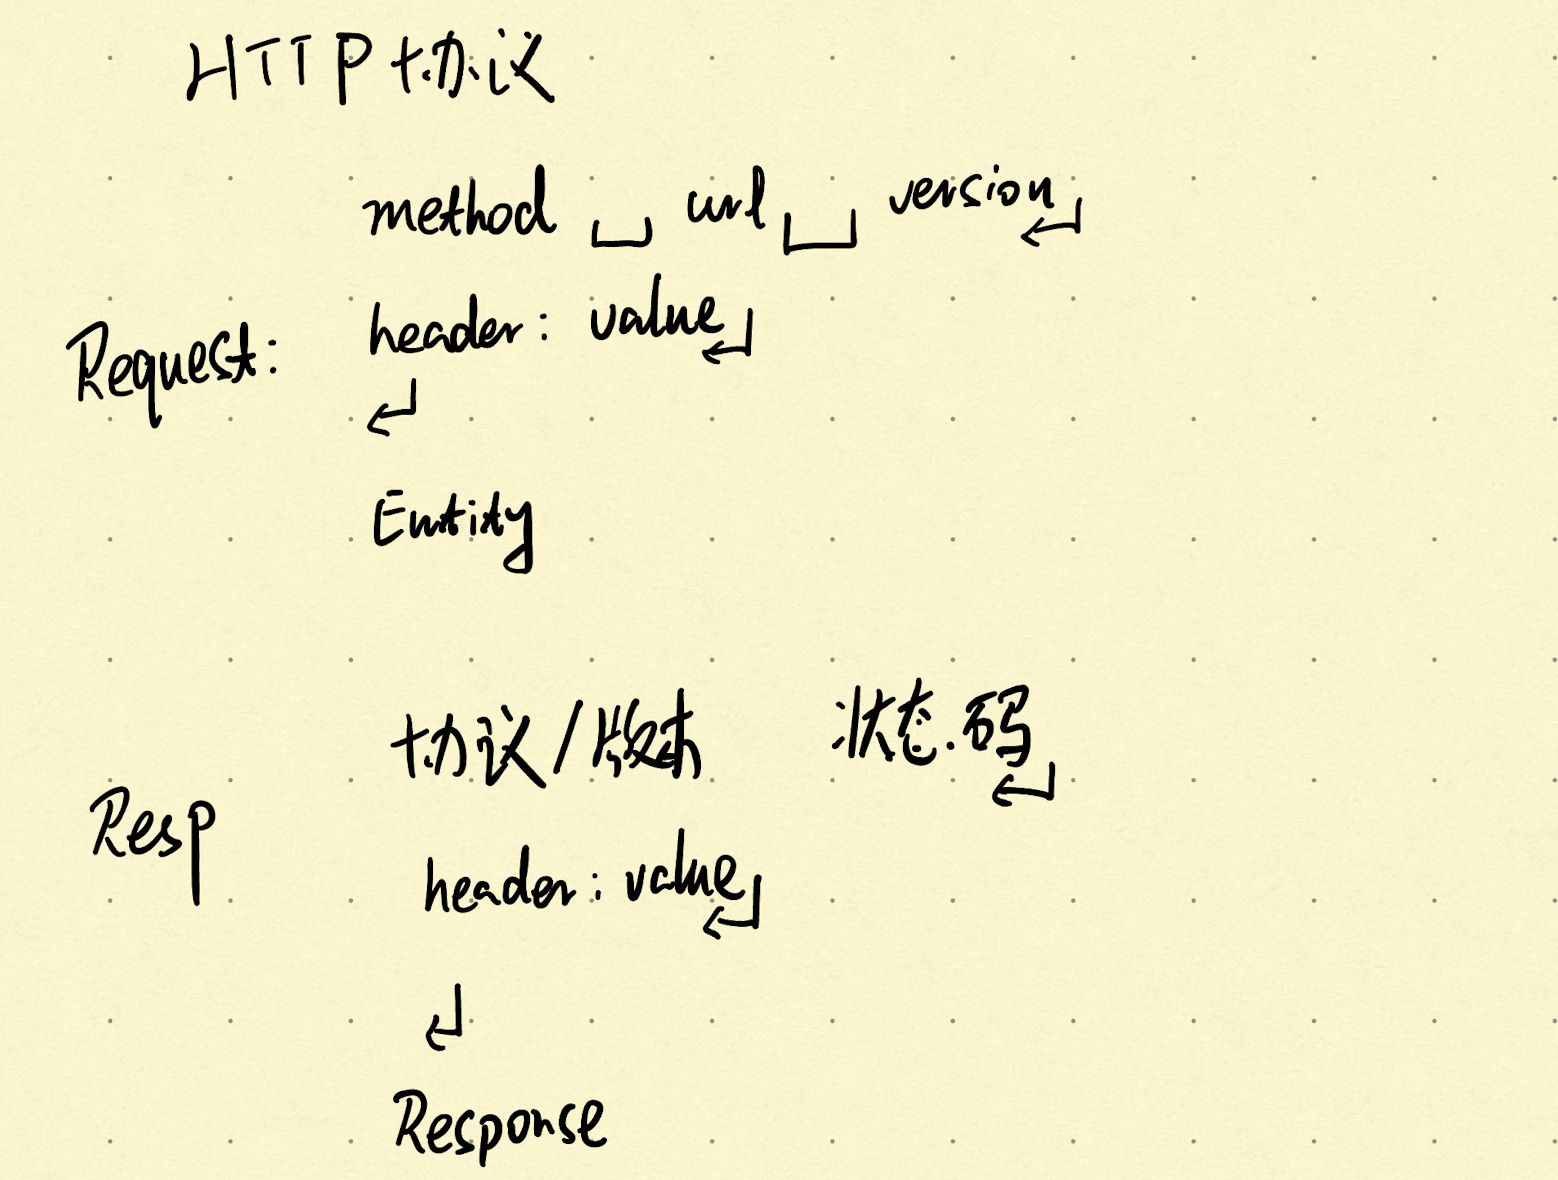 HTTP协议
method ␣ url ␣ version ↵
Request: header: value ↵
↵
Entity
协议/版本 状态码 ↵
Resp
header: value ↵
↵
Response